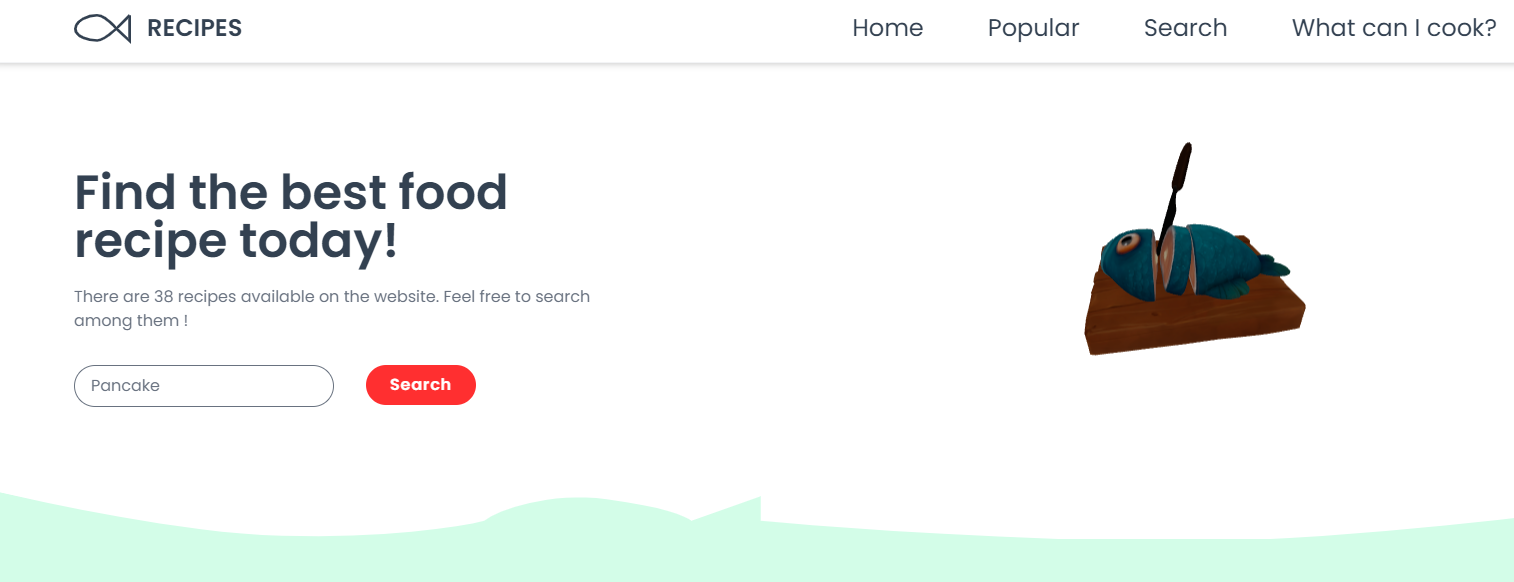 RECIPES
Home
Popular
Search
What can I cook?
Find the best food
recipe today!
There are 38 recipes available on the website. Feel free to search
among them !
Pancake
Search